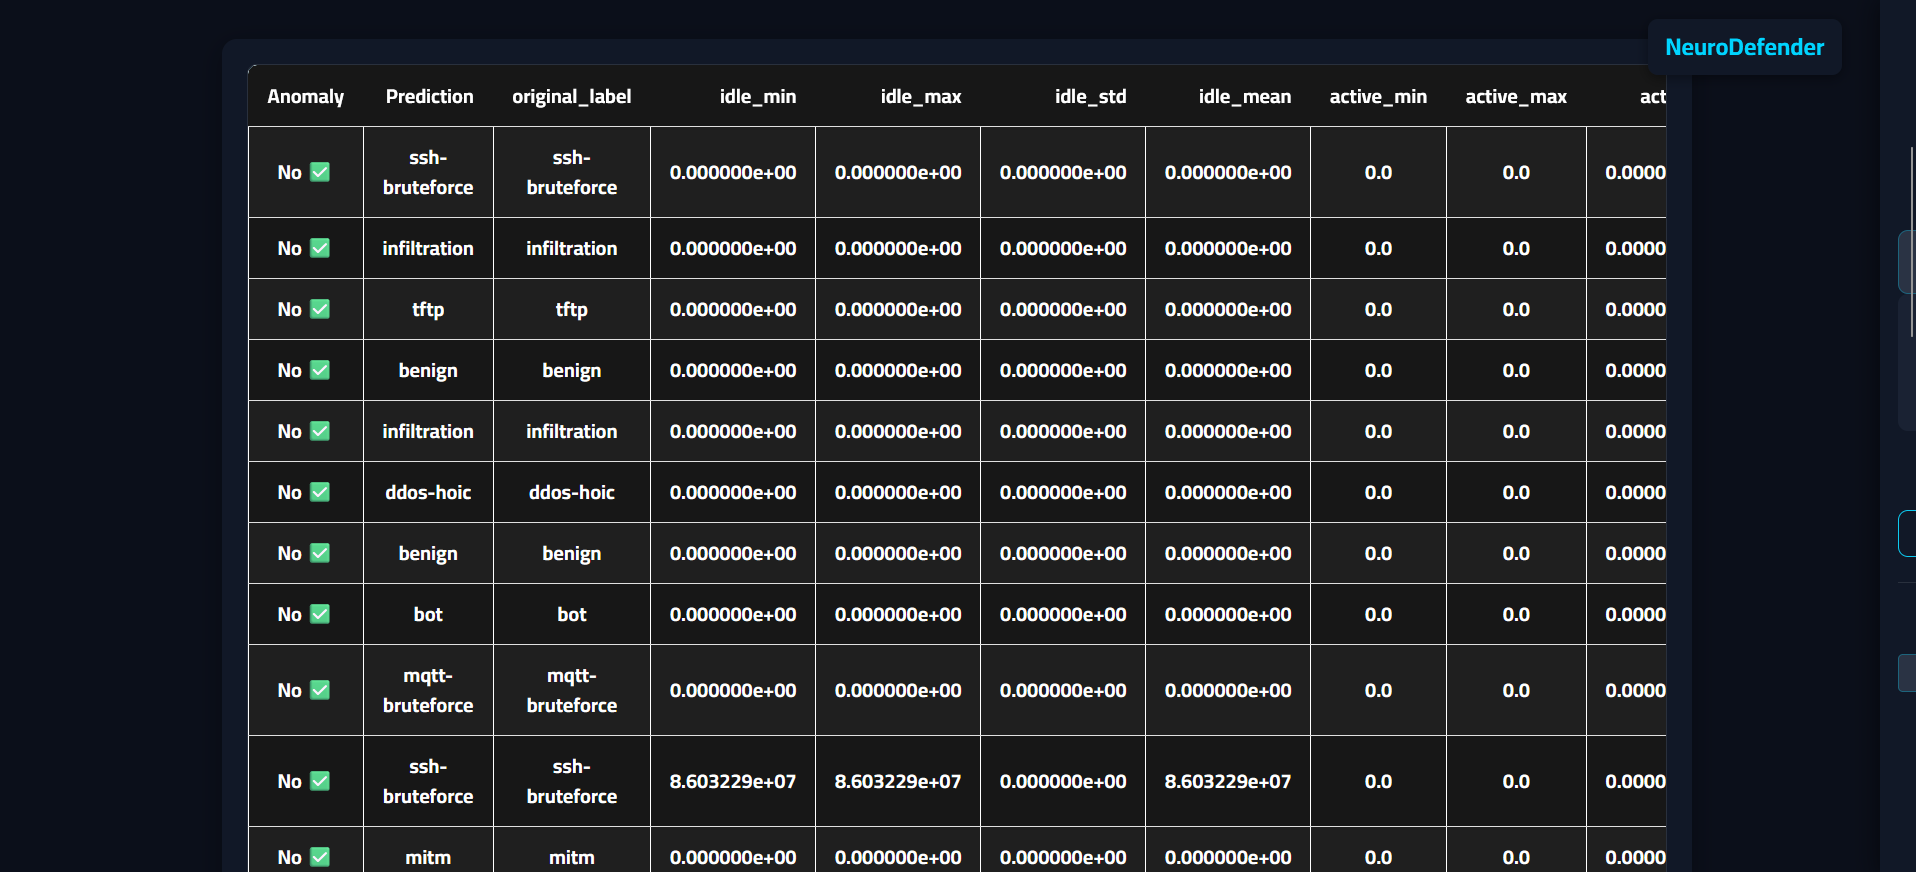 NeuroDefender
Anomaly Prediction original_label idle_min idle_max idle_std idle_mean active_min active_max act
No ✅ ssh-bruteforce ssh-bruteforce 0.000000e+00 0.000000e+00 0.000000e+00 0.000000e+00 0.0 0.0 0.0000
No ✅ infiltration infiltration 0.000000e+00 0.000000e+00 0.000000e+00 0.000000e+00 0.0 0.0 0.0000
No ✅ tftp tftp 0.000000e+00 0.000000e+00 0.000000e+00 0.000000e+00 0.0 0.0 0.0000
No ✅ benign benign 0.000000e+00 0.000000e+00 0.000000e+00 0.000000e+00 0.0 0.0 0.0000
No ✅ infiltration infiltration 0.000000e+00 0.000000e+00 0.000000e+00 0.000000e+00 0.0 0.0 0.0000
No ✅ ddos-hoic ddos-hoic 0.000000e+00 0.000000e+00 0.000000e+00 0.000000e+00 0.0 0.0 0.0000
No ✅ benign benign 0.000000e+00 0.000000e+00 0.000000e+00 0.000000e+00 0.0 0.0 0.0000
No ✅ bot bot 0.000000e+00 0.000000e+00 0.000000e+00 0.000000e+00 0.0 0.0 0.0000
No ✅ mqtt-bruteforce mqtt-bruteforce 0.000000e+00 0.000000e+00 0.000000e+00 0.000000e+00 0.0 0.0 0.0000
No ✅ ssh-bruteforce ssh-bruteforce 8.603229e+07 8.603229e+07 0.000000e+00 8.603229e+07 0.0 0.0 0.0000
No ✅ mitm mitm 0.000000e+00 0.000000e+00 0.000000e+00 0.000000e+00 0.0 0.0 0.0000